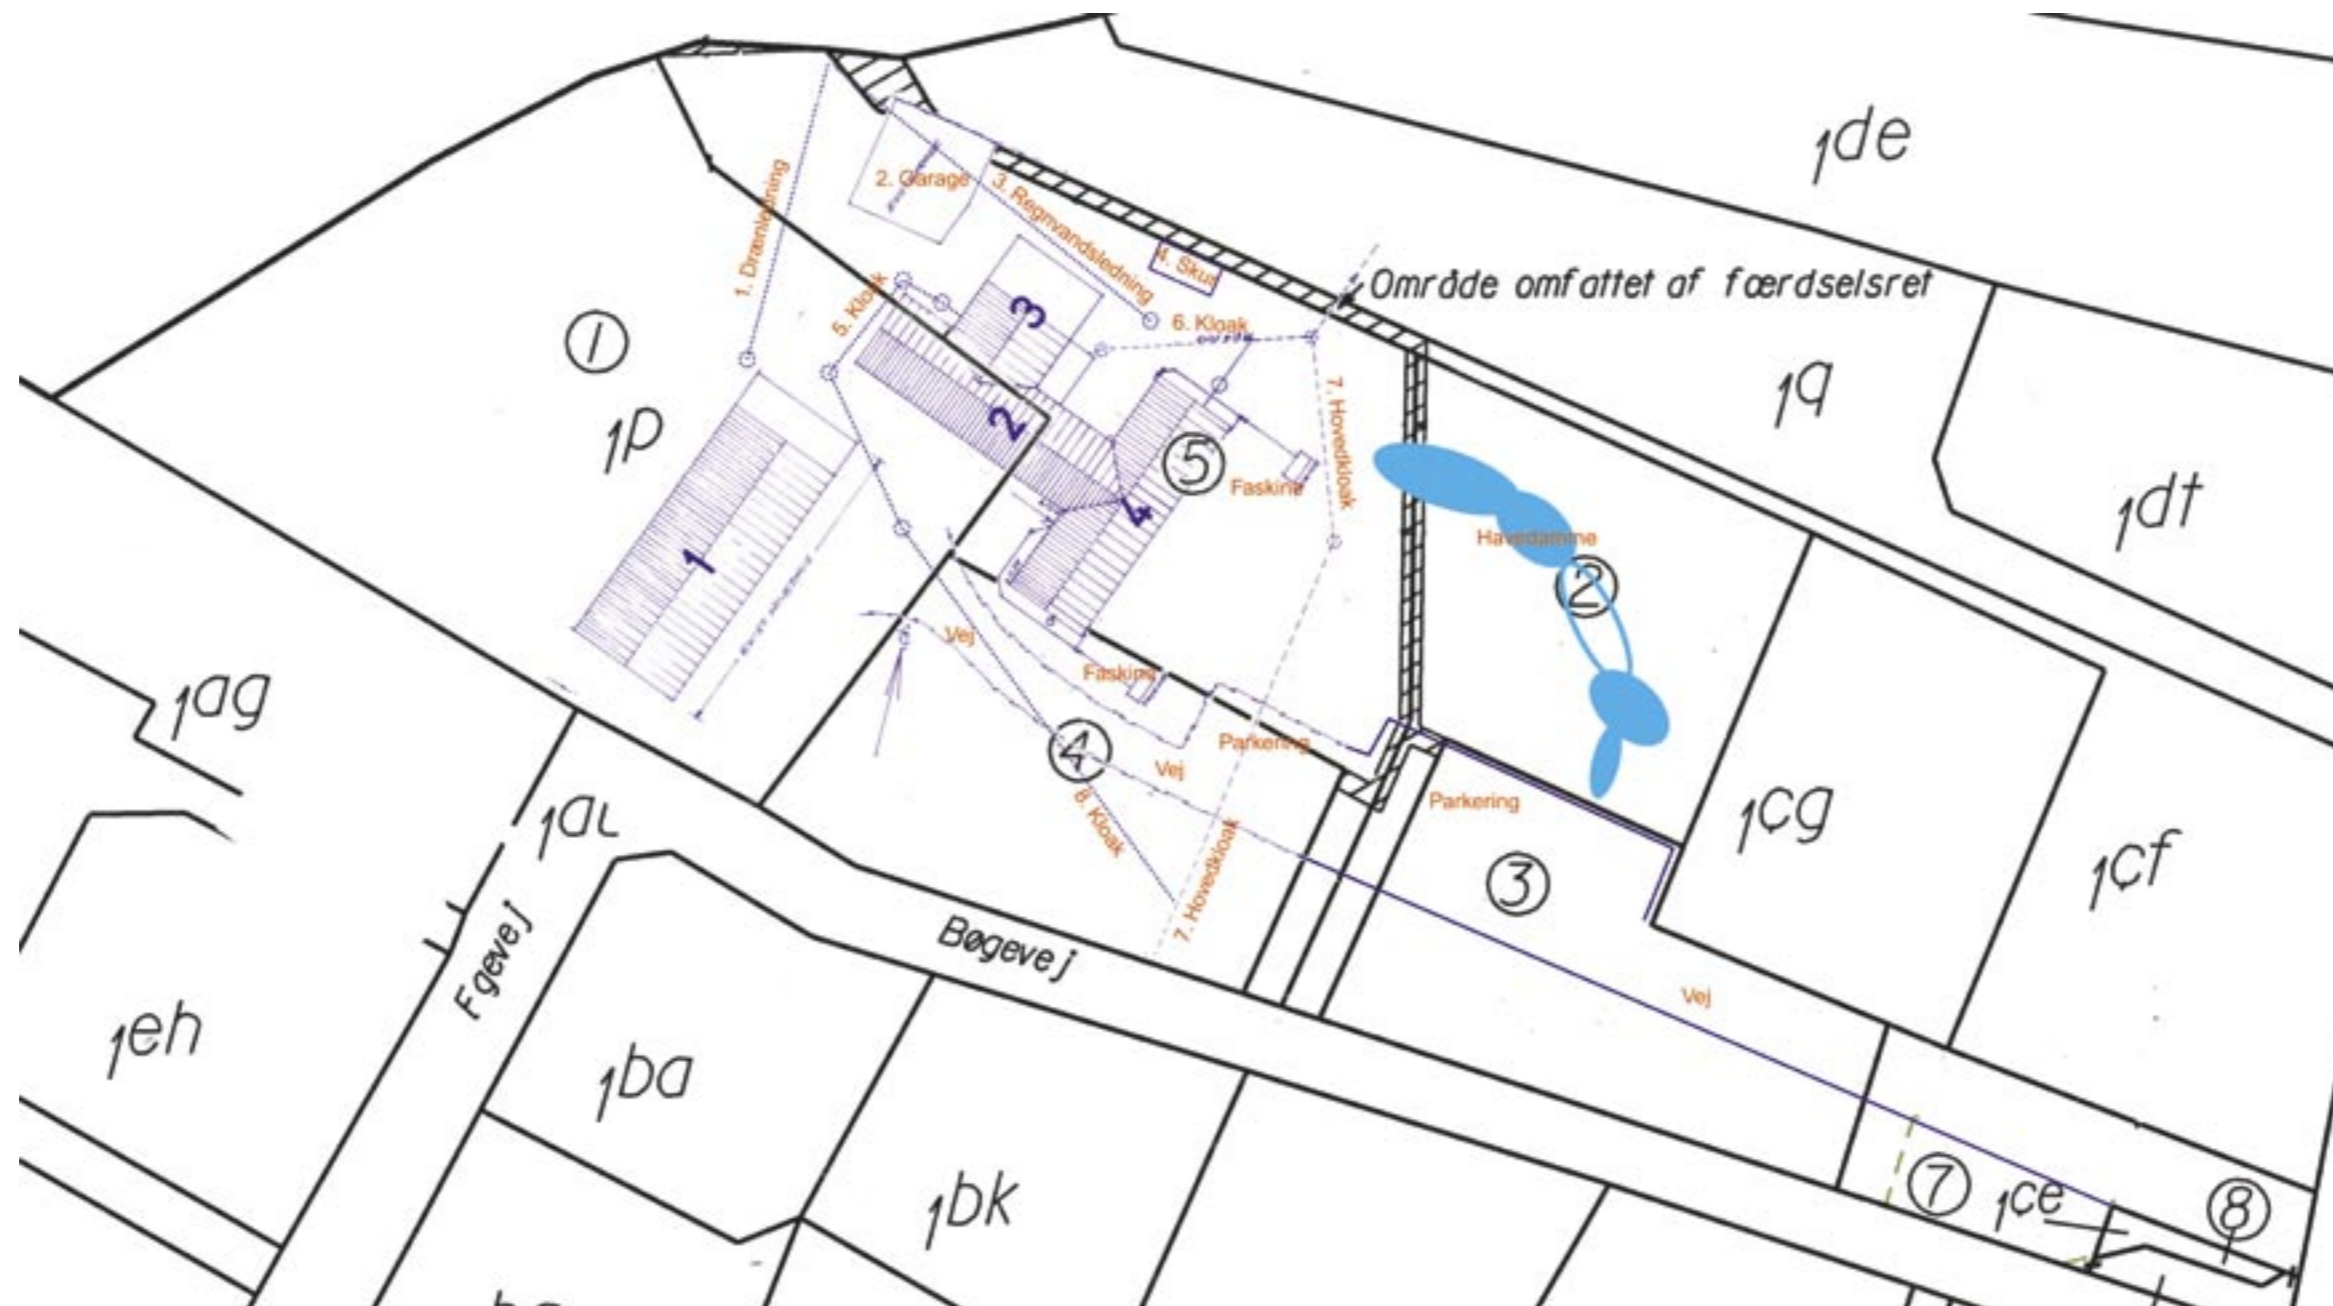 1de
2. Garage
3. Regnvandsledning
1. Drænledning
4. Skur
Område omfattet af færdselsret
5. Kloak
6. Kloak
3
1
1p
1q
7. Hovedkloak
2
5
Faskine
4
1dt
Havedamme
2
1
Vej
Faskine
1ag
Parkering
4
Vej
Parkering
8. Kloak
1cg
1cf
3
7. Hovedkloak
Bøgevej
Vej
1eh
1ba
1bk
7
1ce
8